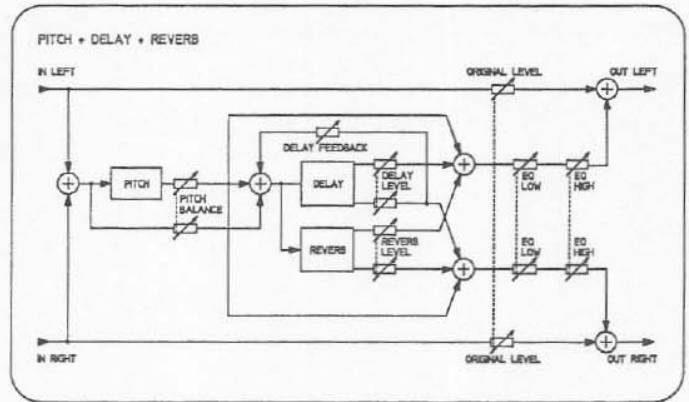 PITCH + DELAY + REVERB
IN LEFT
ORIGINAL LEVEL
OUT LEFT
DELAY FEEDBACK
PITCH
PITCH
BALANCE
DELAY
DELAY
LEVEL
EQ
LOW
EQ
HIGH
REVERB
REVERB
LEVEL
EQ
LOW
EQ
HIGH
IN RIGHT
ORIGINAL LEVEL
OUT RIGHT